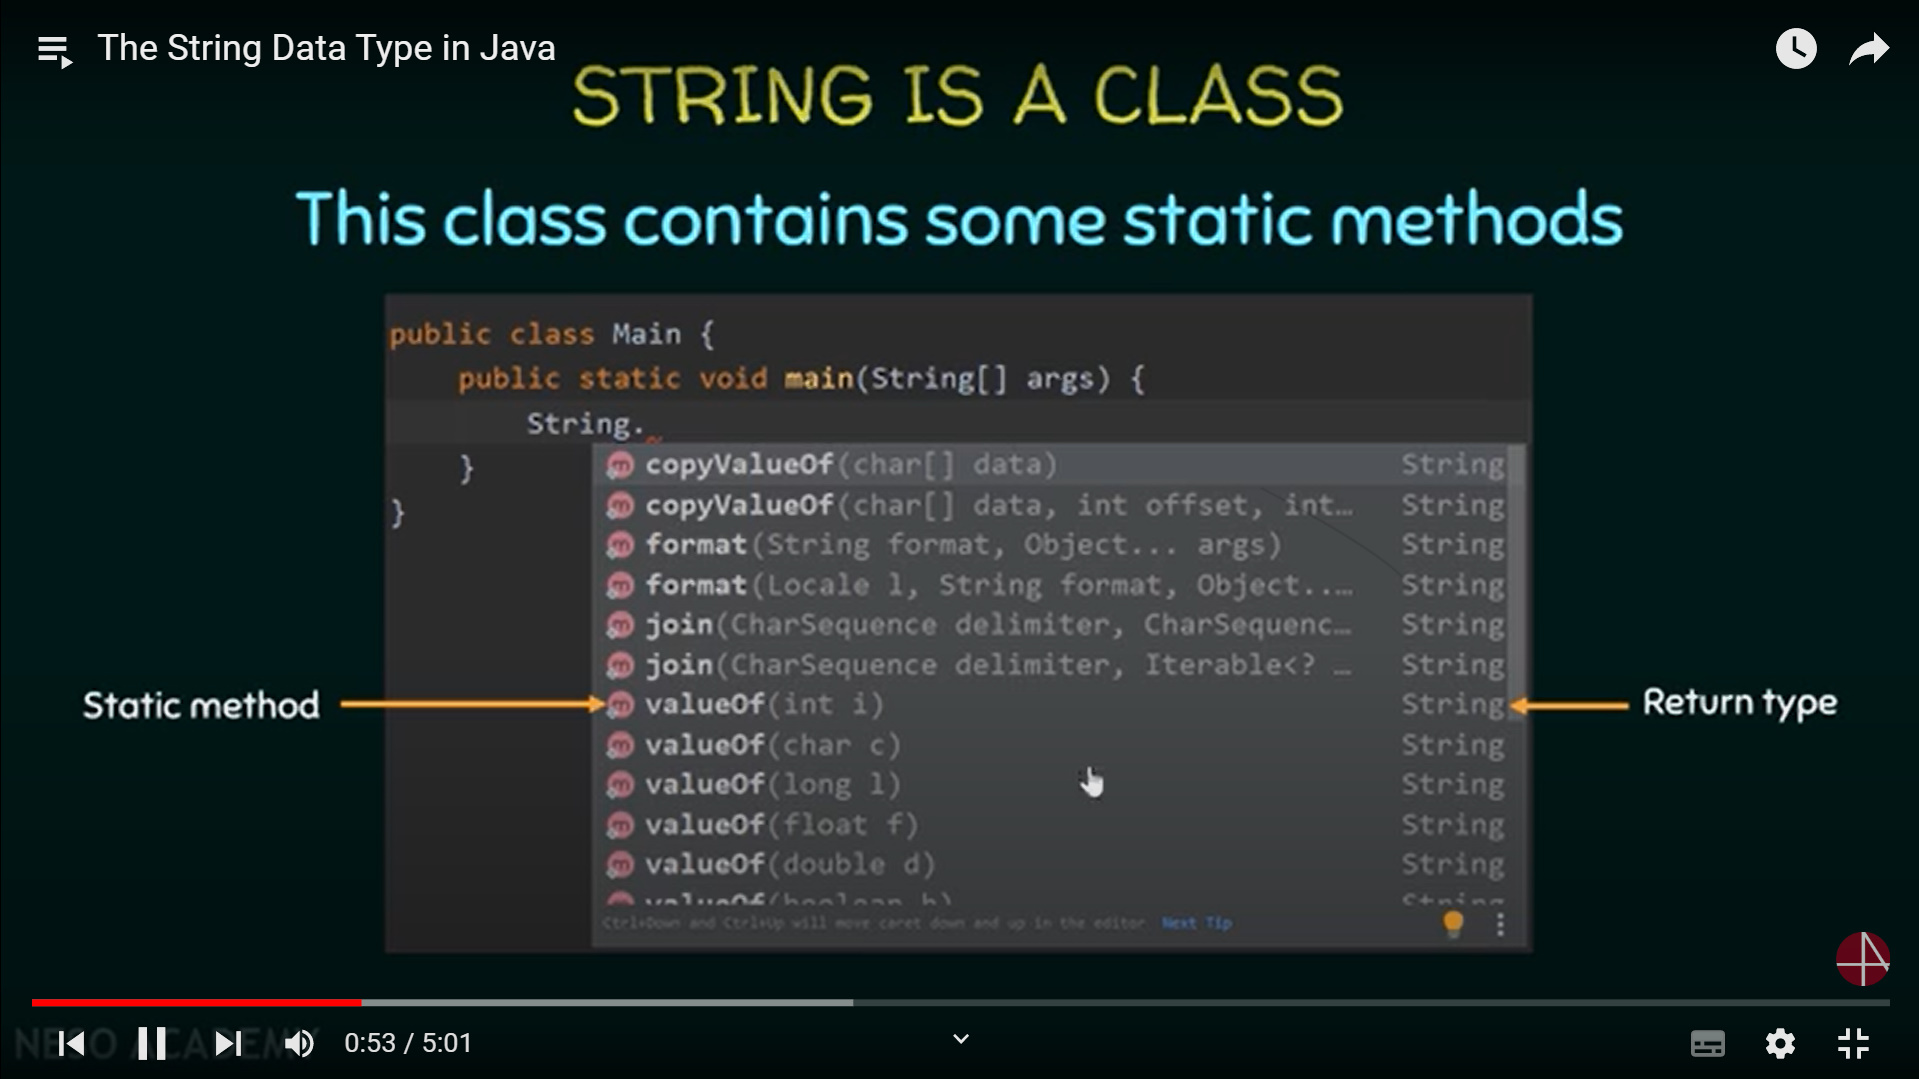 The String Data Type in Java
STRING IS A CLASS
This class contains some static methods
public class Main {
public static void main(String[] args) {
String.
}
}
copyValueOf(char[] data) String
copyValueOf(char[] data, int offset, int… String
format(String format, Object... args) String
format(Locale l, String format, Object..… String
join(CharSequence delimiter, CharSequenc… String
join(CharSequence delimiter, Iterable<? … String
Static method
valueOf(int i) String
Return type
valueOf(char c) String
valueOf(long l) String
valueOf(float f) String
valueOf(double d) String
valueOf(boolean b) String
Ctrl+Down and Ctrl+Up will move caret down and up in the editor Next Tip
NESO ACADEMY
0:53 / 5:01